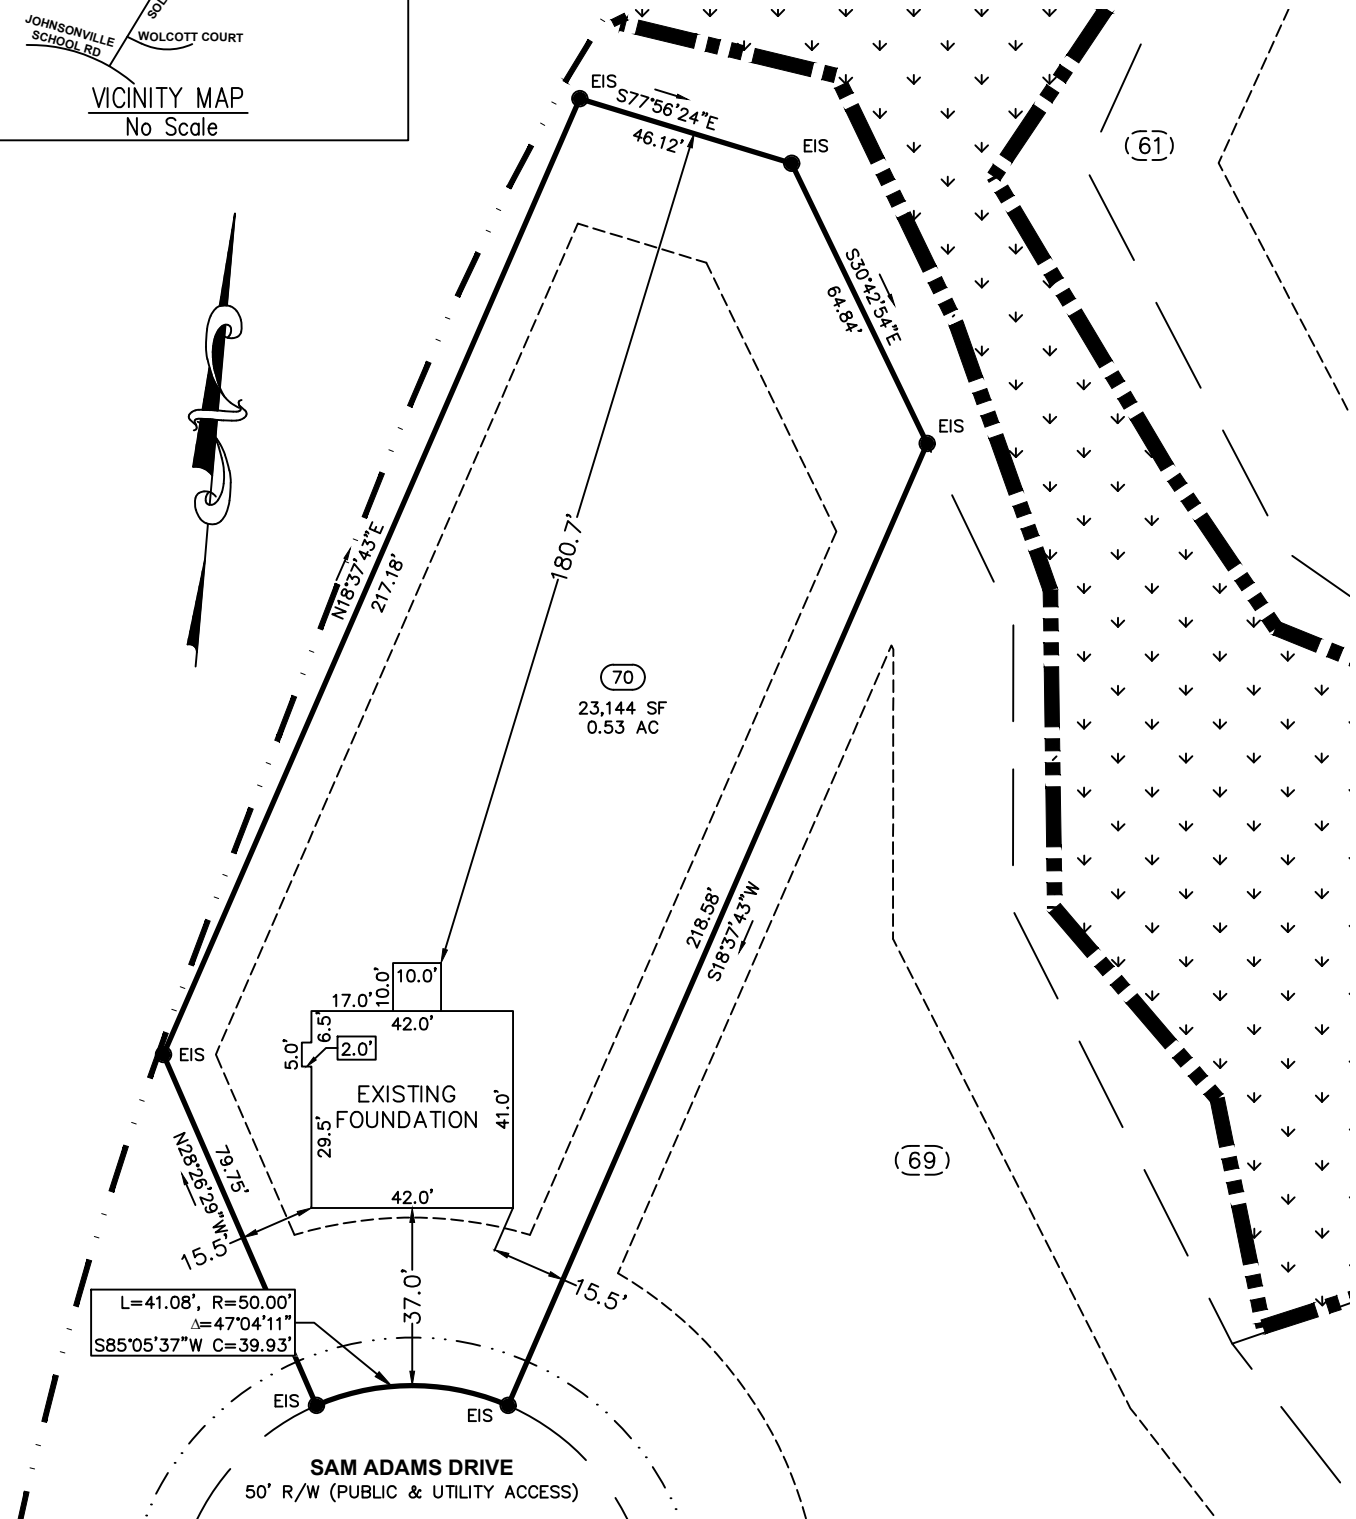 SOL
JOHNSONVILLE
SCHOOL RD
WOLCOTT COURT
VICINITY MAP
No Scale
EIS
S77°56'24"E
46.12'
EIS
61
S30°42'54"E
64.84'
EIS
N18°37'43"E
217.18'
180.7'
70
23,144 SF
0.53 AC
218.58'
S18°37'43"W
10.0'
10.0'
17.0'
42.0'
6.5'
5.0'
2.0'
EIS
EXISTING
FOUNDATION
41.0'
29.5'
42.0'
N28°26'29"W
79.75'
69
15.5'
37.0'
15.5'
L=41.08', R=50.00'
Δ=47°04'11"
S85°05'37"W C=39.93'
EIS
EIS
SAM ADAMS DRIVE
50' R/W (PUBLIC & UTILITY ACCESS)